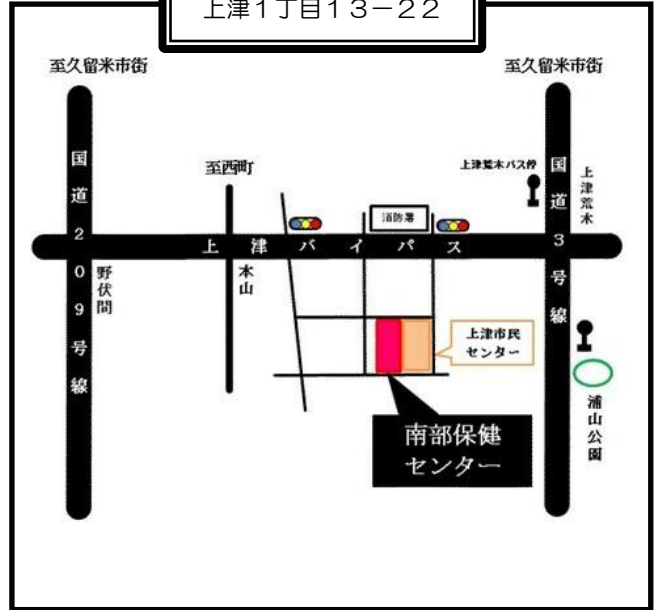 上津1丁目13－22
至久留米市街
至久留米市街
国道209号線
至西町
上津荒木バス停
国道3号線
上津荒木
消防署
上津バイパス
野伏間
本山
上津市民
センター
浦山公園
南部保健
センター